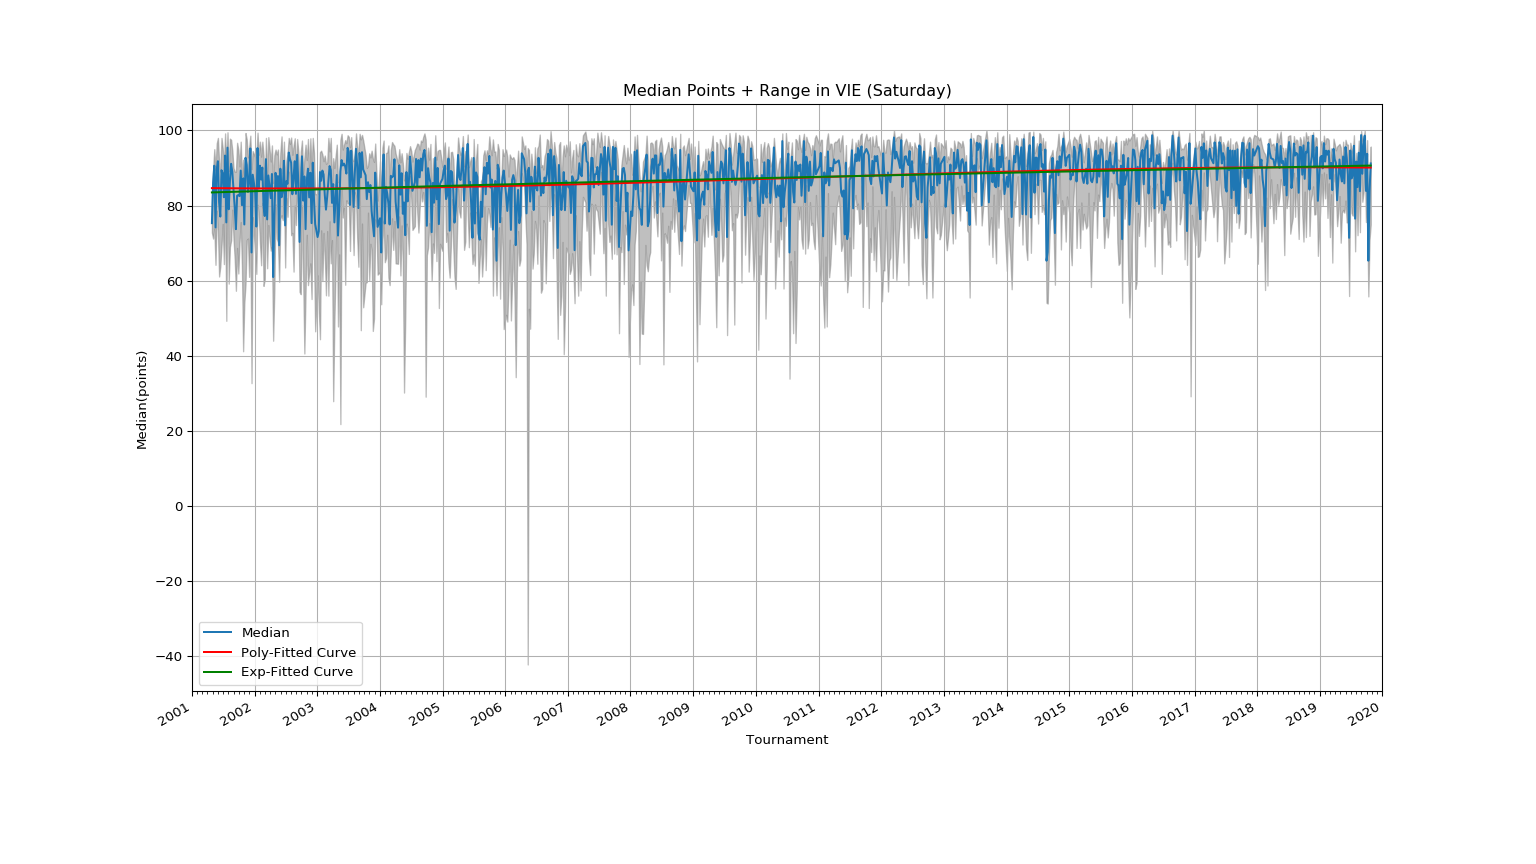 Median Points + Range in VIE (Saturday)
100
80
60
40
20
0
−20
−40
Median(points)
Median
Poly-Fitted Curve
Exp-Fitted Curve
2001 2002 2003 2004 2005 2006 2007 2008 2009 2010 2011 2012 2013 2014 2015 2016 2017 2018 2019 2020
Tournament